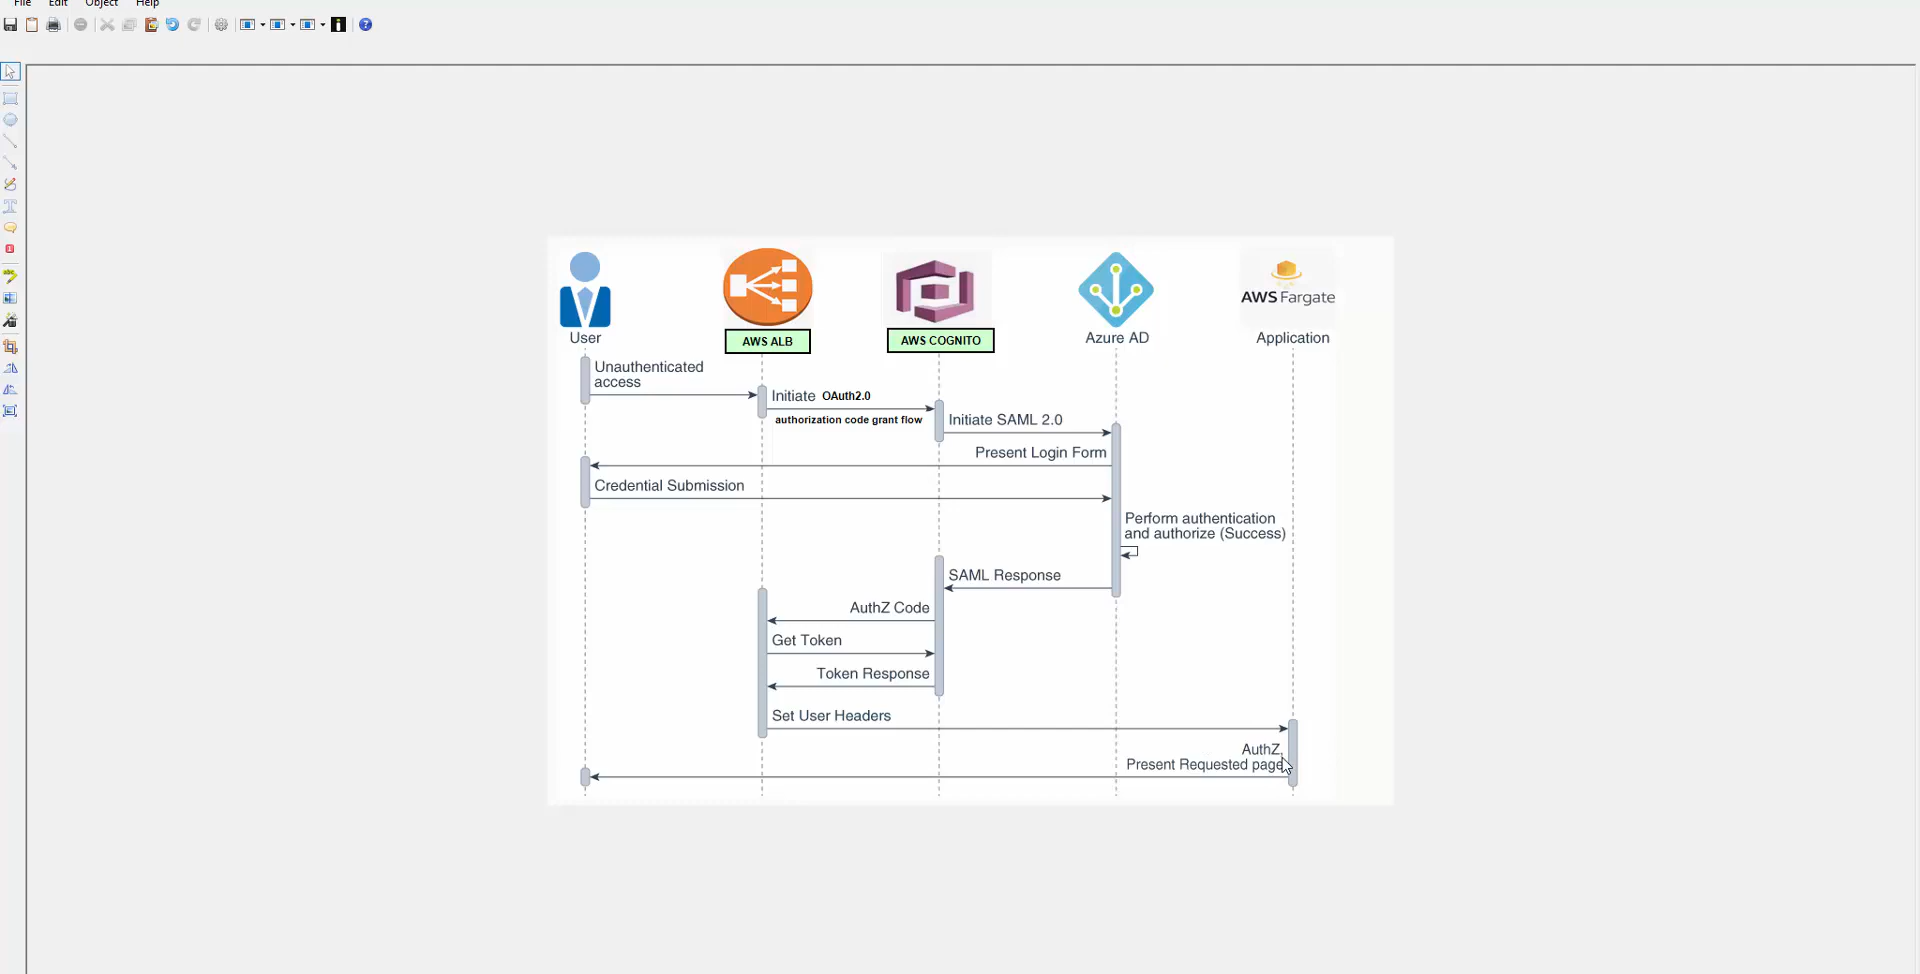 File Edit Object Help
AWS Fargate
User
AWS ALB
AWS COGNITO
Azure AD
Application
Unauthenticated
access
Initiate OAuth2.0
authorization code grant flow
Initiate SAML 2.0
Present Login Form
Credential Submission
Perform authentication
and authorize (Success)
SAML Response
AuthZ Code
Get Token
Token Response
Set User Headers
AuthZ,
Present Requested page